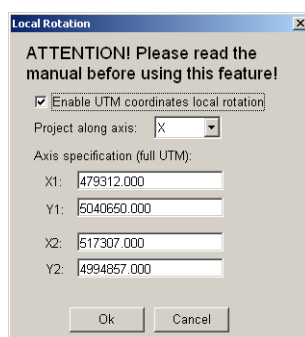 Local Rotation
ATTENTION! Please read the
manual before using this feature!
Enable UTM coordinates local rotation
Project along axis: X
Axis specification (full UTM):
X1: 479312.000
Y1: 5040650.000
X2: 517307.000
Y2: 4994857.000
Ok Cancel